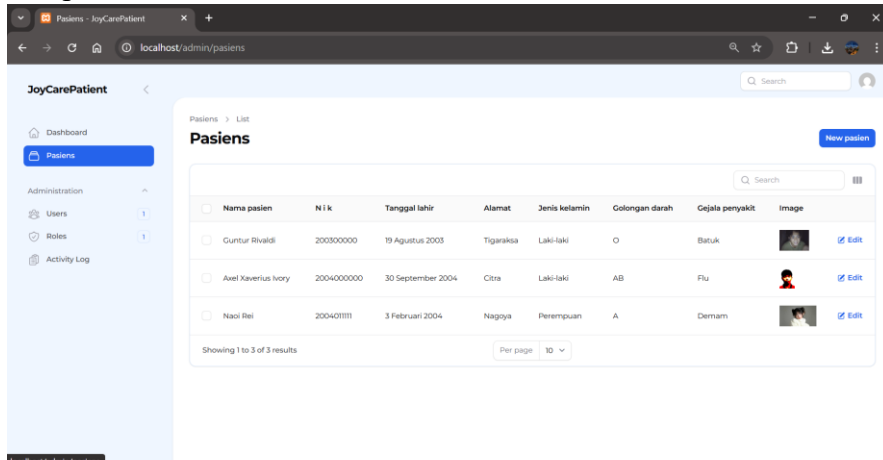 Pasiens - JoyCarePatient
localhost/admin/pasiens
JoyCarePatient
Search
Dashboard
Pasiens
Administration
Users 1
Roles 1
Activity Log
Pasiens > List
Pasiens
New pasien
Search
Nama pasien N i k Tanggal lahir Alamat Jenis kelamin Golongan darah Gejala penyakit Image
Guntur Rivaldi 200300000 19 Agustus 2003 Tigaraksa Laki-laki O Batuk Edit
Axel Xaverius Ivory 2004000000 30 September 2004 Citra Laki-laki AB Flu Edit
Naoi Rei 2004011111 3 Februari 2004 Nagoya Perempuan A Demam Edit
Showing 1 to 3 of 3 results Per page 10